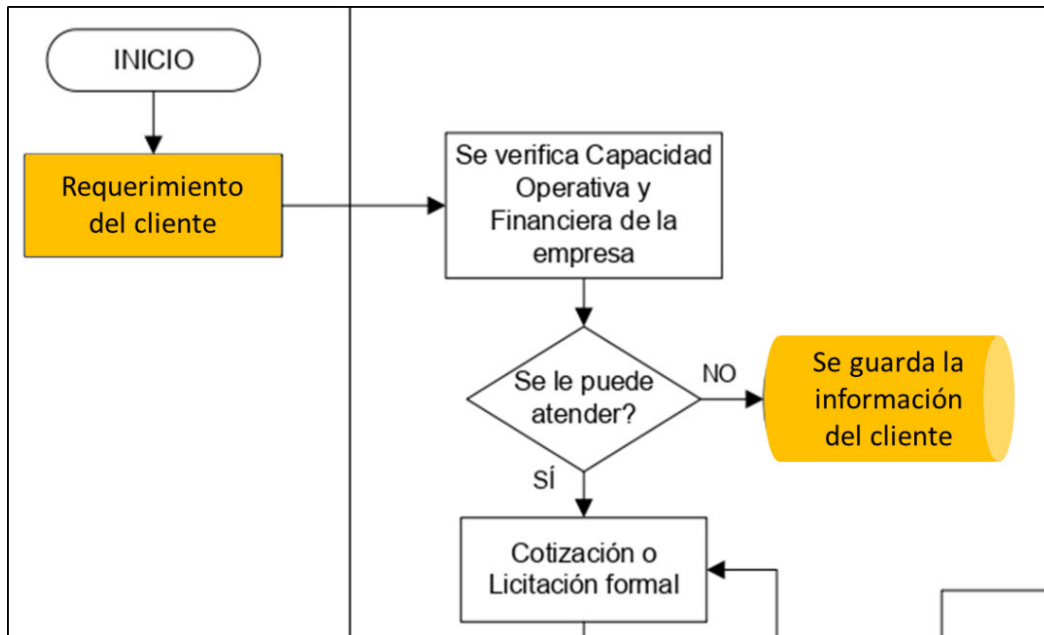 INICIO
Requerimiento
del cliente
Se verifica Capacidad
Operativa y
Financiera de la
empresa
Se le puede
atender?
NO
Se guarda la
información
del cliente
SÍ
Cotización o
Licitación formal